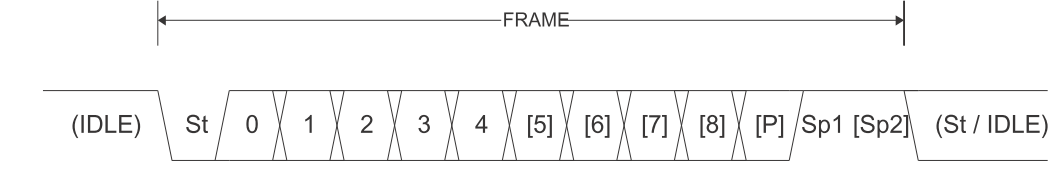 FRAME
(IDLE) St 0 1 2 3 4 [5] [6] [7] [8] [P] Sp1 [Sp2] (St / IDLE)